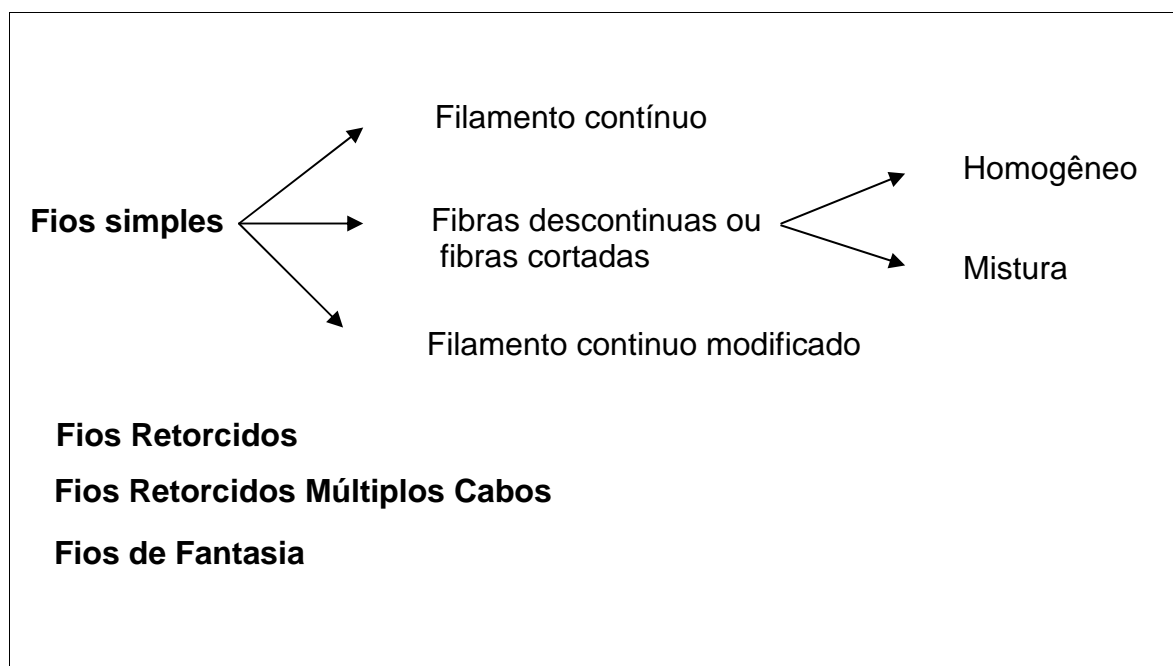 Filamento contínuo
Homogêneo
Fios simples
Fibras descontinuas ou
fibras cortadas
Mistura
Filamento continuo modificado
Fios Retorcidos
Fios Retorcidos Múltiplos Cabos
Fios de Fantasia